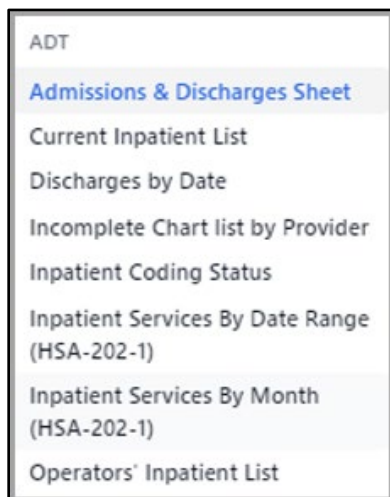 ADT
Admissions & Discharges Sheet
Current Inpatient List
Discharges by Date
Incomplete Chart list by Provider
Inpatient Coding Status
Inpatient Services By Date Range
(HSA-202-1)
Inpatient Services By Month
(HSA-202-1)
Operators' Inpatient List